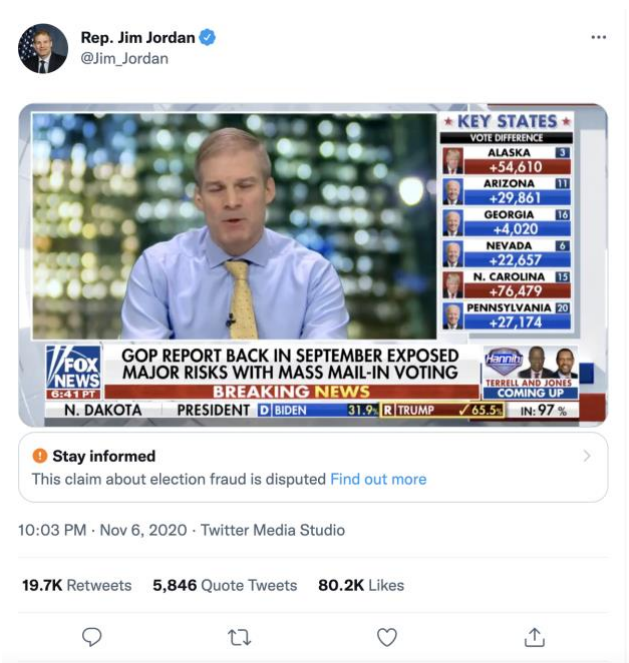 Rep. Jim Jordan
@Jim_Jordan
KEY STATES
VOTE DIFFERENCE
ALASKA 3
+54,610
ARIZONA 11
+29,861
GEORGIA 16
+4,020
NEVADA 6
+22,657
N. CAROLINA 15
+76,479
PENNSYLVANIA 20
+27,174
FOX
NEWS
6:41 PT
GOP REPORT BACK IN SEPTEMBER EXPOSED
MAJOR RISKS WITH MASS MAIL-IN VOTING
BREAKING NEWS
Hannity
TERRELL AND JONES
COMING UP
N. DAKOTA PRESIDENT D BIDEN 31.9% R TRUMP ✓ 65.5% IN: 97 %
Stay informed
This claim about election fraud is disputed Find out more
10:03 PM · Nov 6, 2020 · Twitter Media Studio
19.7K Retweets 5,846 Quote Tweets 80.2K Likes